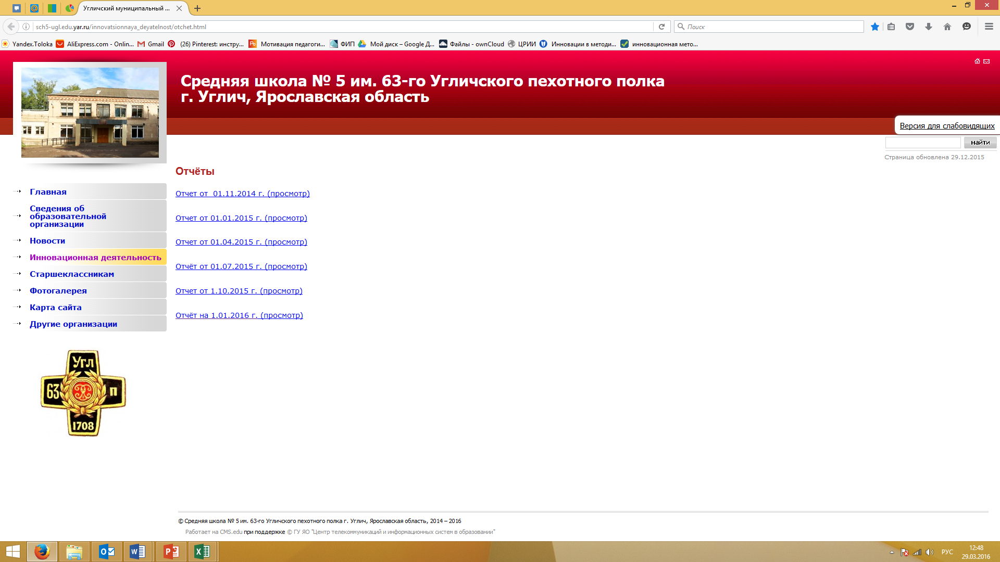 Угличский муниципальный ...
sch5-ugl.edu.yar.ru/innovatsionnaya_deyatelnost/otchet.html
Поиск
Yandex.Toloka
AliExpress.com - Onlin...
Gmail
(26) Pinterest: инстру...
Мотивация педагоги...
ФИП
Мой диск – Google Д...
Файлы - ownCloud
ЦРИИ
Инновации в методи...
инновационная мето...
Средняя школа № 5 им. 63-го Угличского пехотного полка
г. Углич, Ярославская область
Версия для слабовидящих
найти
Страница обновлена 29.12.2015
Главная
Сведения об
образовательной
организации
Новости
Инновационная деятельность
Старшеклассникам
Фотогалерея
Карта сайта
Другие организации
Угл
63 П
1708
Отчёты
Отчет от  01.11.2014 г. (просмотр)
Отчет от 01.01.2015 г. (просмотр)
Отчет от 01.04.2015 г. (просмотр)
Отчёт от 01.07.2015 г. (просмотр)
Отчет от 1.10.2015 г. (просмотр)
Отчёт на 1.01.2016 г. (просмотр)
© Средняя школа № 5 им. 63-го Угличского пехотного полка г. Углич, Ярославская область, 2014 – 2016
Работает на CMS.edu при поддержке © ГУ ЯО "Центр телекоммуникаций и информационных систем в образовании"
РУС
12:48
29.03.2016